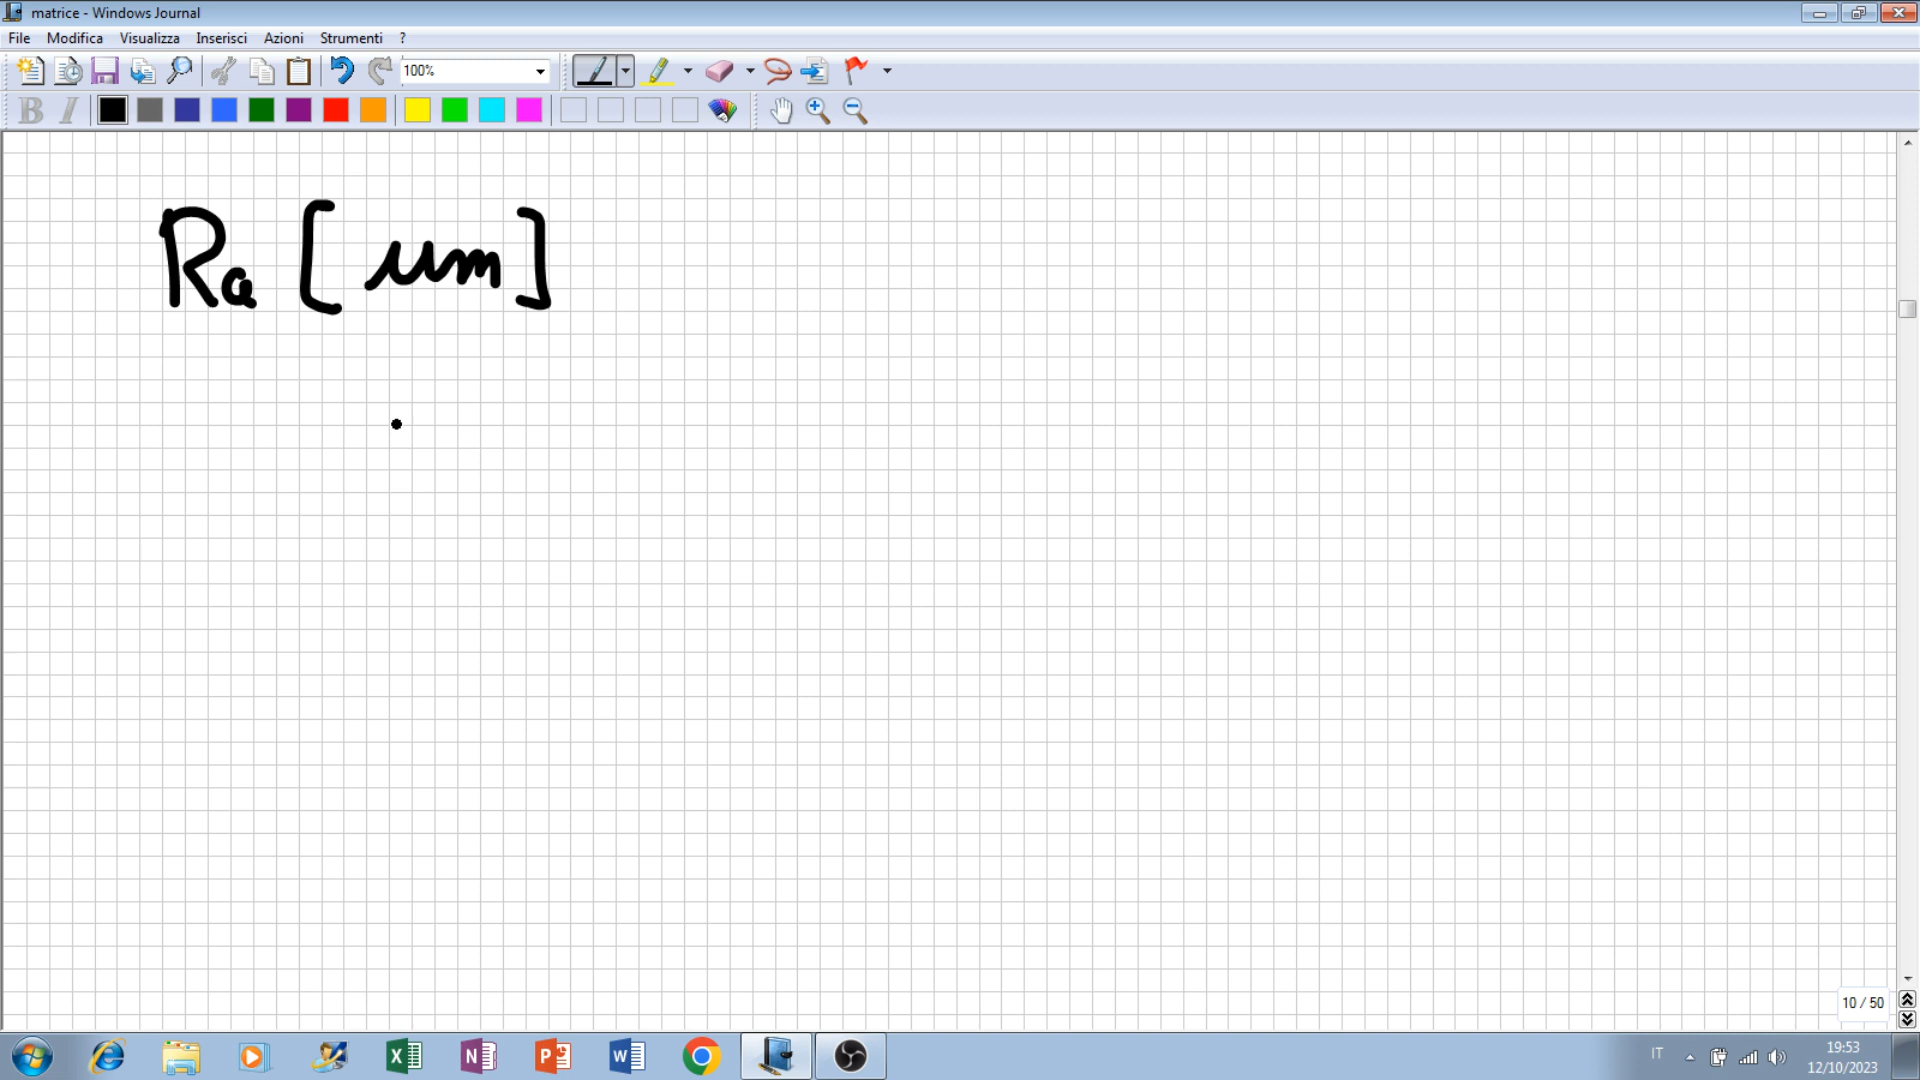 matrice - Windows Journal
File Modifica Visualizza Inserisci Azioni Strumenti ?
100%
B I
Ra [μm]
10 / 50
IT
19:53
12/10/2023